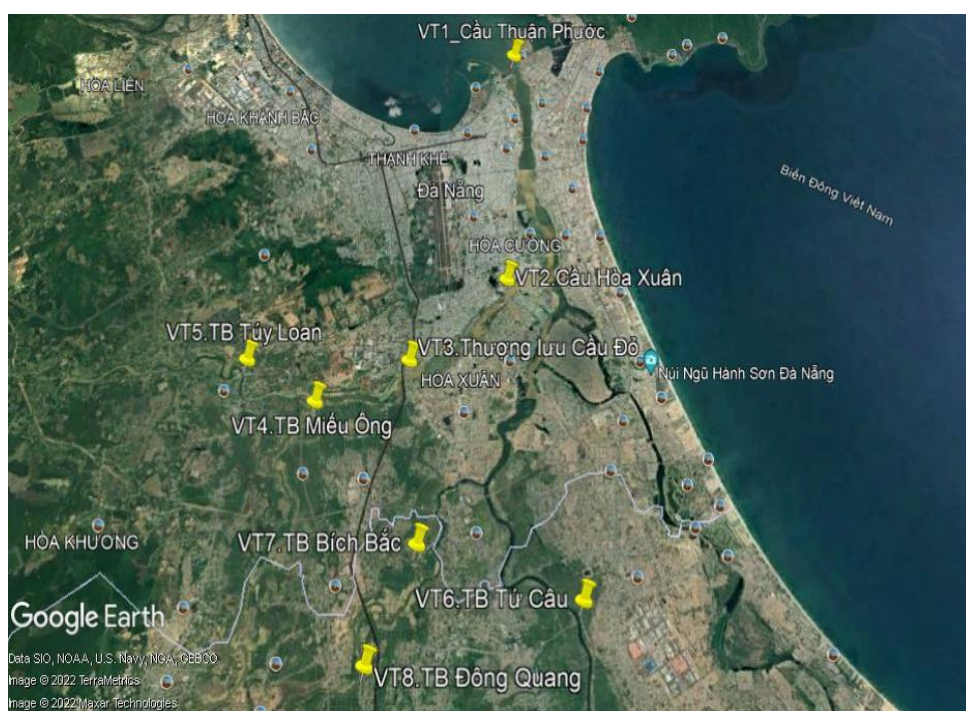 VT1_Cầu Thuận Phước
HÒA LIÊN
HÒA KHÁNH BẮC
THANH KHÊ
Đà Nẵng
Biển Đông Việt Nam
HÒA CƯỜNG
VT2.Cầu Hòa Xuân
VT5.TB Túy Loan
VT3.Thượng lưu Cầu Đỏ
Núi Ngũ Hành Sơn Đà Nẵng
HÒA XUÂN
VT4.TB Miếu Ông
HÒA KHƯƠNG
VT7.TB Bích Bắc
VT6.TB Tứ Câu
Google Earth
Data SIO, NOAA, U.S. Navy, NGA, GEBCO
Image © 2022 TerraMetrics
VT8.TB Đông Quang
Image © 2022 Maxar Technologies